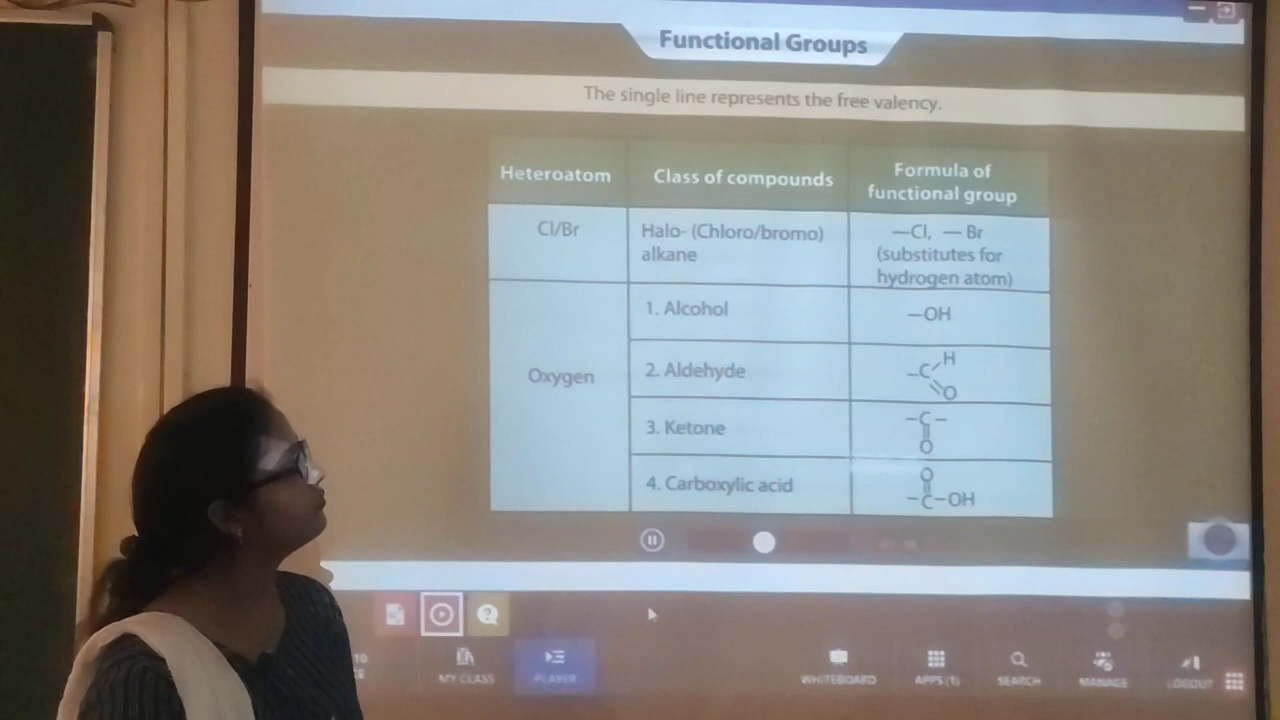 Functional Groups
The single line represents the free valency.
Heteroatom
Class of compounds
Formula of
functional group
Cl/Br
Halo- (Chloro/bromo)
alkane
—Cl, — Br
(substitutes for
hydrogen atom)
Oxygen
1. Alcohol
—OH
2. Aldehyde
H
–C
O
3. Ketone
–C–
O
4. Carboxylic acid
O
–C–OH
10
MY CLASS
PLAYER
WHITEBOARD
APPS (1)
SEARCH
MANAGE
LOGOUT